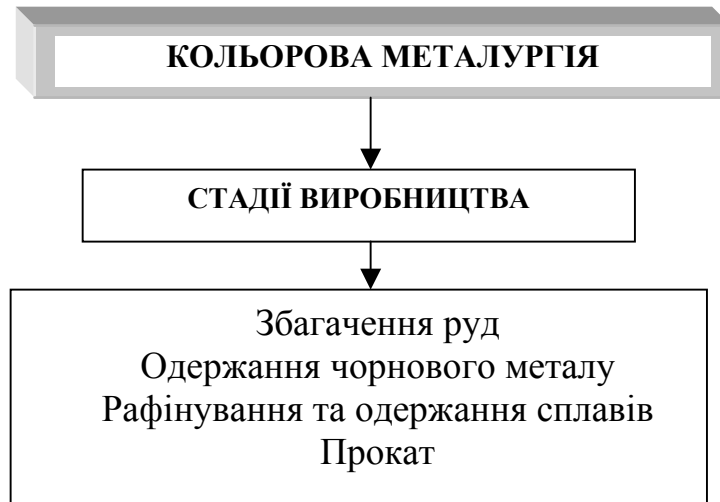 КОЛЬОРОВА МЕТАЛУРГІЯ
СТАДІЇ ВИРОБНИЦТВА
Збагачення руд
Одержання чорнового металу
Рафінування та одержання сплавів
Прокат